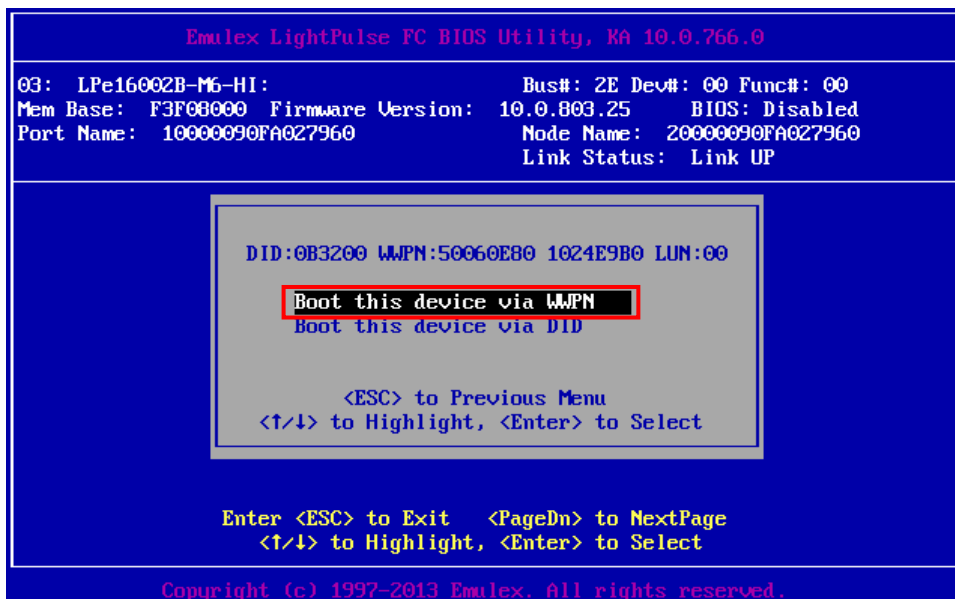 Emulex LightPulse FC BIOS Utility, KA 10.0.766.0
03: LPe16002B-M6-HI: Bus#: 2E Dev#: 00 Func#: 00
Mem Base: F3F08000 Firmware Version: 10.0.803.25 BIOS: Disabled
Port Name: 10000090FA027960 Node Name: 20000090FA027960
Link Status: Link UP
DID:0B3200 WWPN:50060E80 1024E9B0 LUN:00
Boot this device via WWPN
Boot this device via DID
<ESC> to Previous Menu
<↑/↓> to Highlight, <Enter> to Select
Enter <ESC> to Exit <PageDn> to NextPage
<↑/↓> to Highlight, <Enter> to Select
Copyright (c) 1997-2013 Emulex. All rights reserved.